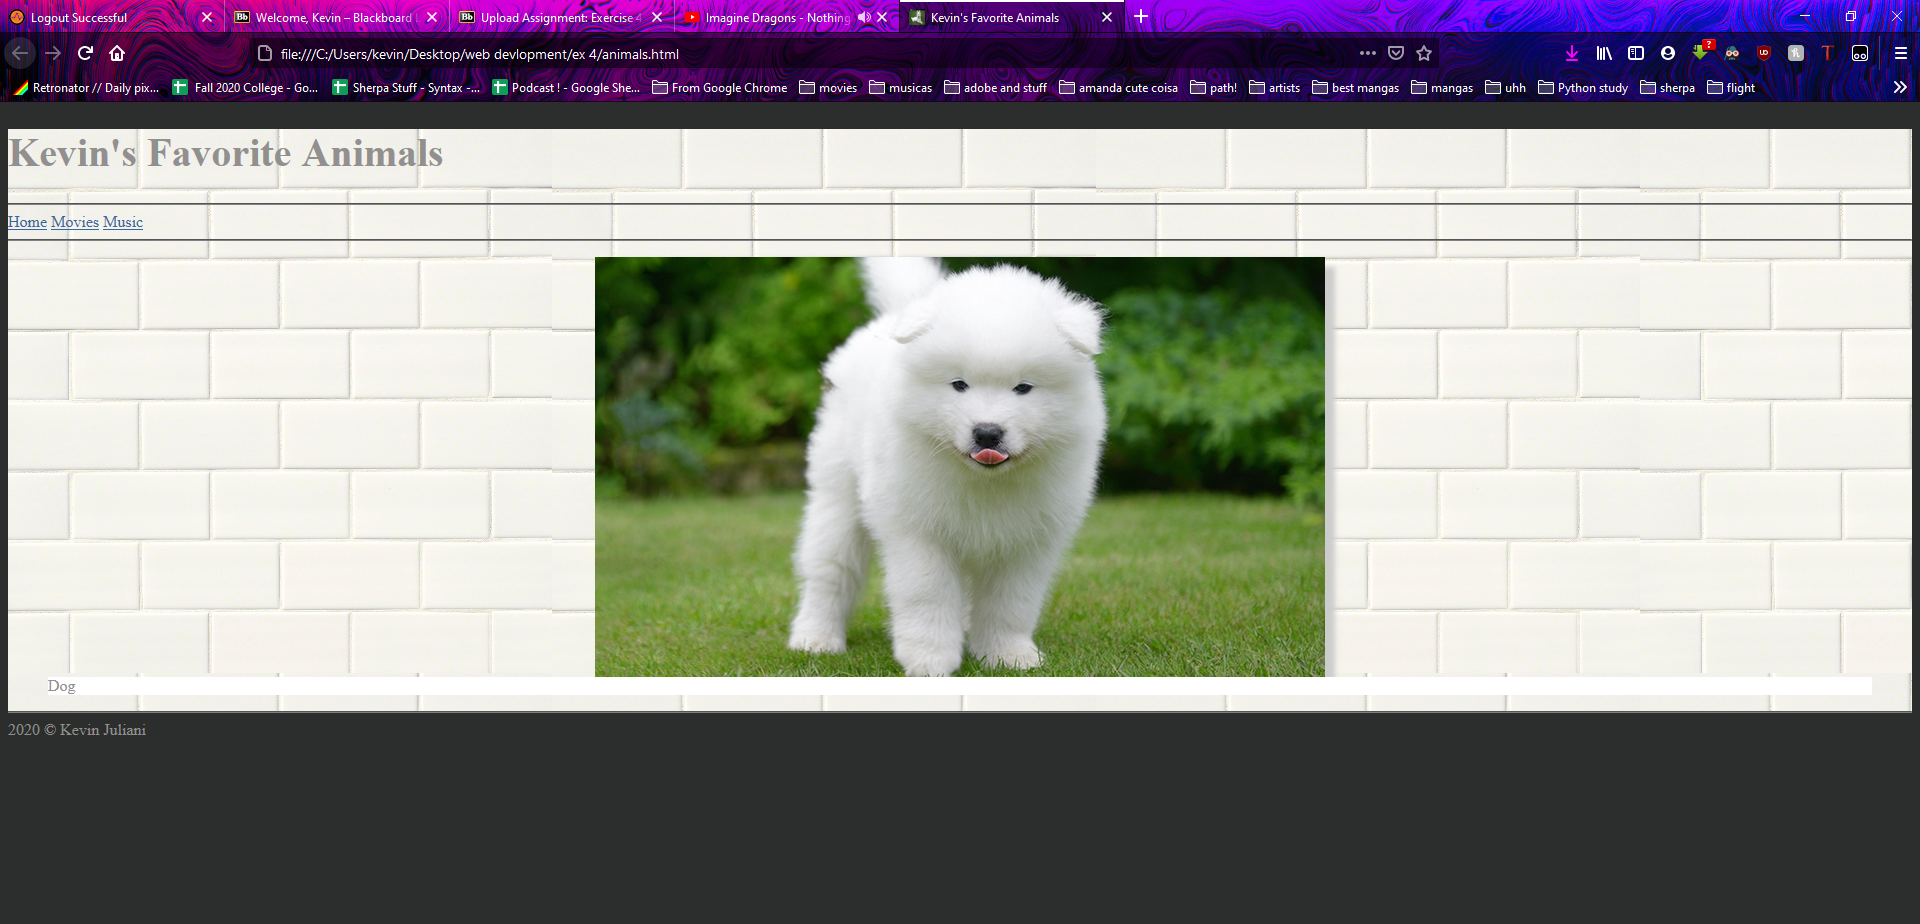 Logout Successful
Welcome, Kevin – Blackboard
Upload Assignment: Exercise 4
Imagine Dragons - Nothing
Kevin's Favorite Animals
file:///C:/Users/kevin/Desktop/web devlopment/ex 4/animals.html
Retronator // Daily pix... Fall 2020 College - Go... Sherpa Stuff - Syntax -... Podcast ! - Google She... From Google Chrome movies musicas adobe and stuff amanda cute coisa path! artists best mangas mangas uhh Python study sherpa flight
Kevin's Favorite Animals
Home Movies Music
Dog
2020 © Kevin Juliani